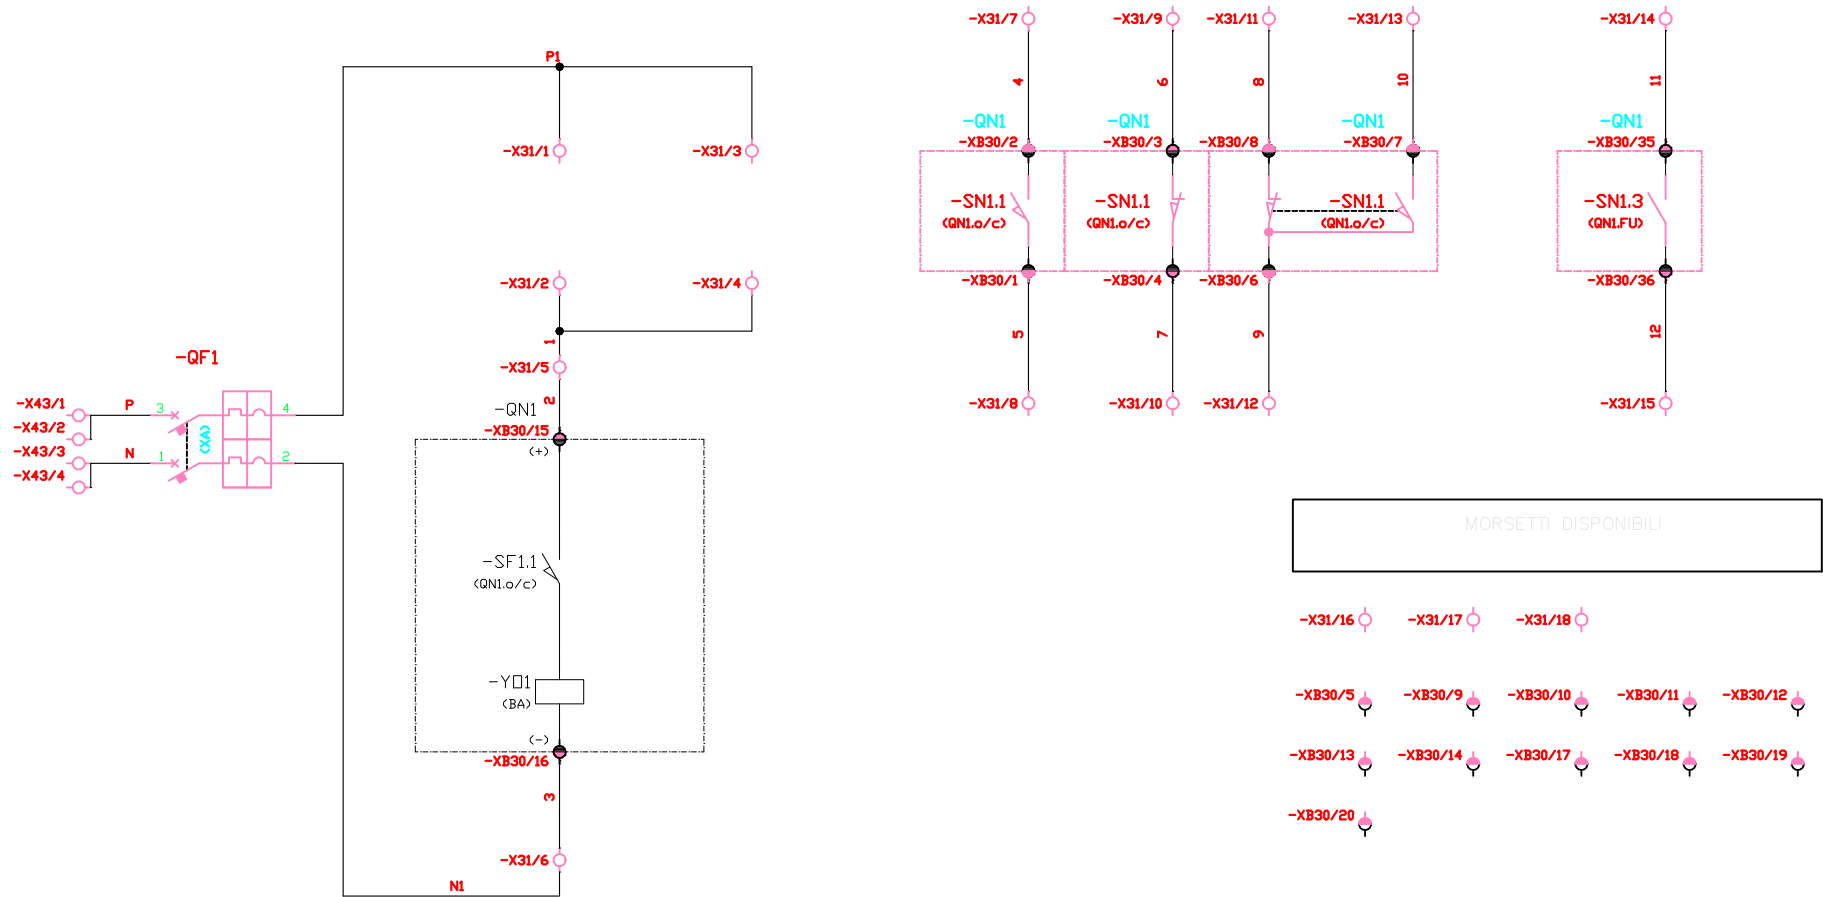 -X31/7
-X31/9
-X31/11
-X31/13
-X31/14
P1
4
6
8
10
11
-QN1
-QN1
-QN1
-QN1
-X31/1
-X31/3
-XB30/2
-XB30/3
-XB30/8
-XB30/7
-XB30/35
-SN1.1
(QN1.o/c)
-SN1.1
(QN1.o/c)
-SN1.1
(QN1.o/c)
-SN1.3
(QN1.FU)
-X31/2
-X31/4
-XB30/1
-XB30/4
-XB30/6
-XB30/36
1
5
7
9
12
-QF1
-X31/5
2
-X43/1
P
3
4
-X43/2
(XA)
-X43/3
N
1
2
-X43/4
-QN1
-XB30/15
(+)
-X31/8
-X31/10
-X31/12
-X31/15
MORSETTI DISPONIBILI
-SF1.1
(QN1.o/c)
-X31/16
-X31/17
-X31/18
-YO1
(BA)
-XB30/5
-XB30/9
-XB30/10
-XB30/11
-XB30/12
(-)
-XB30/16
-XB30/13
-XB30/14
-XB30/17
-XB30/18
-XB30/19
3
-XB30/20
-X31/6
N1